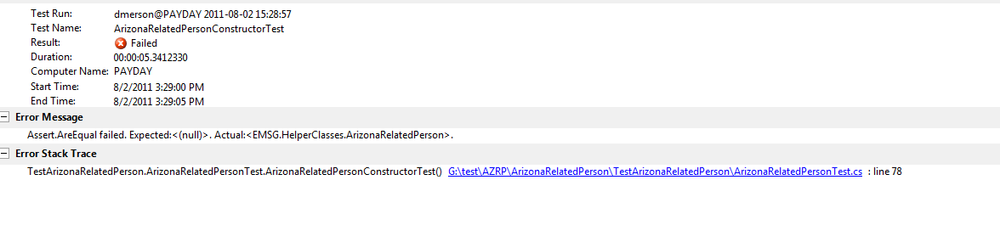 Test Run: dmerson@PAYDAY 2011-08-02 15:28:57
Test Name: ArizonaRelatedPersonConstructorTest
Result: Failed
Duration: 00:00:05.3412330
Computer Name: PAYDAY
Start Time: 8/2/2011 3:29:00 PM
End Time: 8/2/2011 3:29:05 PM
Error Message
Assert.AreEqual failed. Expected:<(null)>. Actual:<EMSG.HelperClasses.ArizonaRelatedPerson>.
Error Stack Trace
TestArizonaRelatedPerson.ArizonaRelatedPersonTest.ArizonaRelatedPersonConstructorTest() G:\test\AZRP\ArizonaRelatedPerson\TestArizonaRelatedPerson\ArizonaRelatedPersonTest.cs : line 78